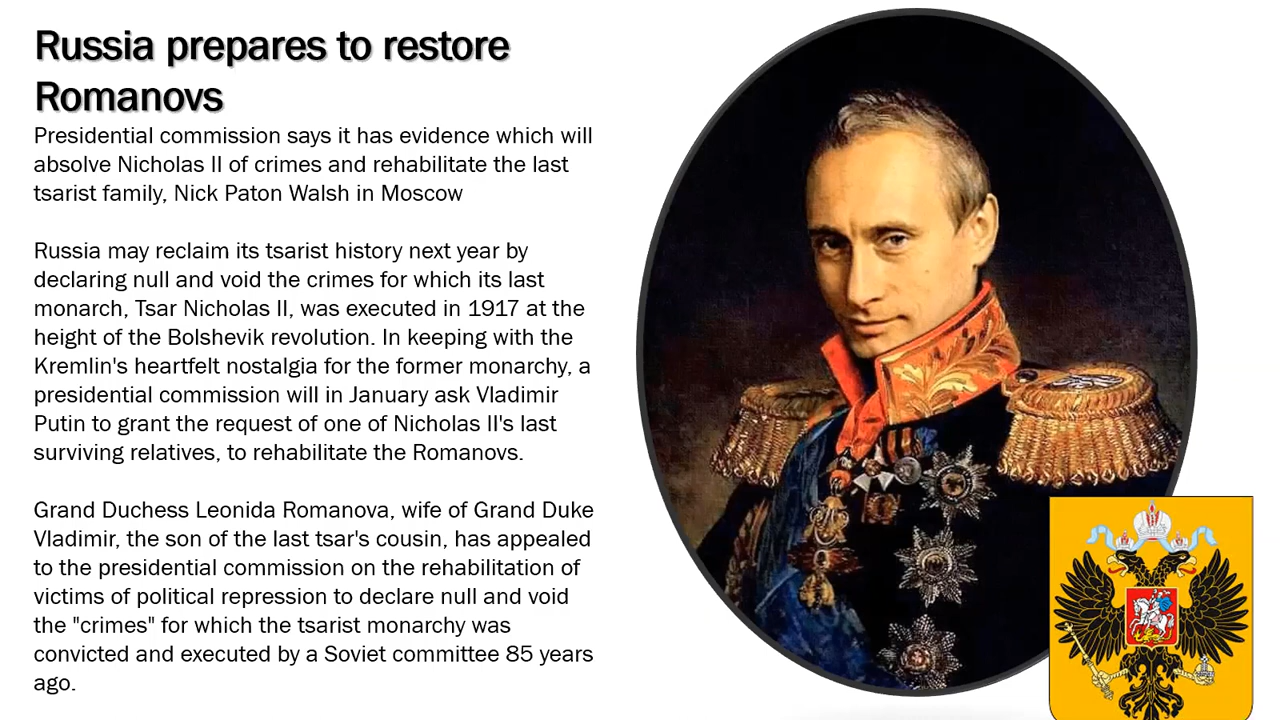 Russia prepares to restore
Romanovs
Presidential commission says it has evidence which will
absolve Nicholas II of crimes and rehabilitate the last
tsarist family, Nick Paton Walsh in Moscow
Russia may reclaim its tsarist history next year by
declaring null and void the crimes for which its last
monarch, Tsar Nicholas II, was executed in 1917 at the
height of the Bolshevik revolution. In keeping with the
Kremlin's heartfelt nostalgia for the former monarchy, a
presidential commission will in January ask Vladimir
Putin to grant the request of one of Nicholas II's last
surviving relatives, to rehabilitate the Romanovs.
Grand Duchess Leonida Romanova, wife of Grand Duke
Vladimir, the son of the last tsar's cousin, has appealed
to the presidential commission on the rehabilitation of
victims of political repression to declare null and void
the "crimes" for which the tsarist monarchy was
convicted and executed by a Soviet committee 85 years
ago.